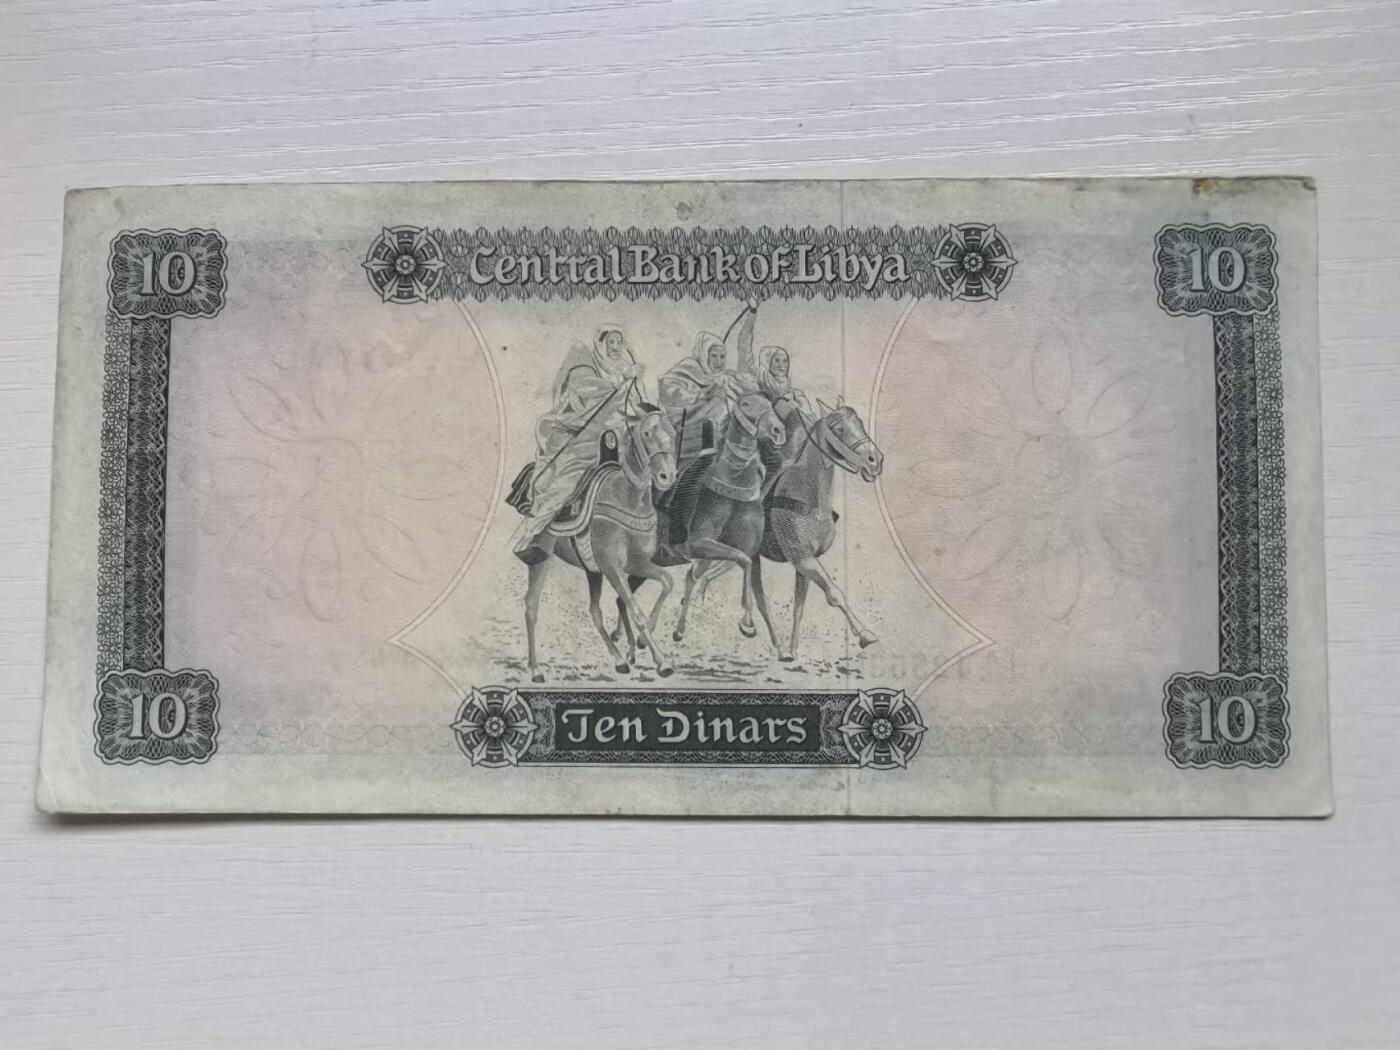 10 Central Bank of Libya 10
10 Ten Dinars 10